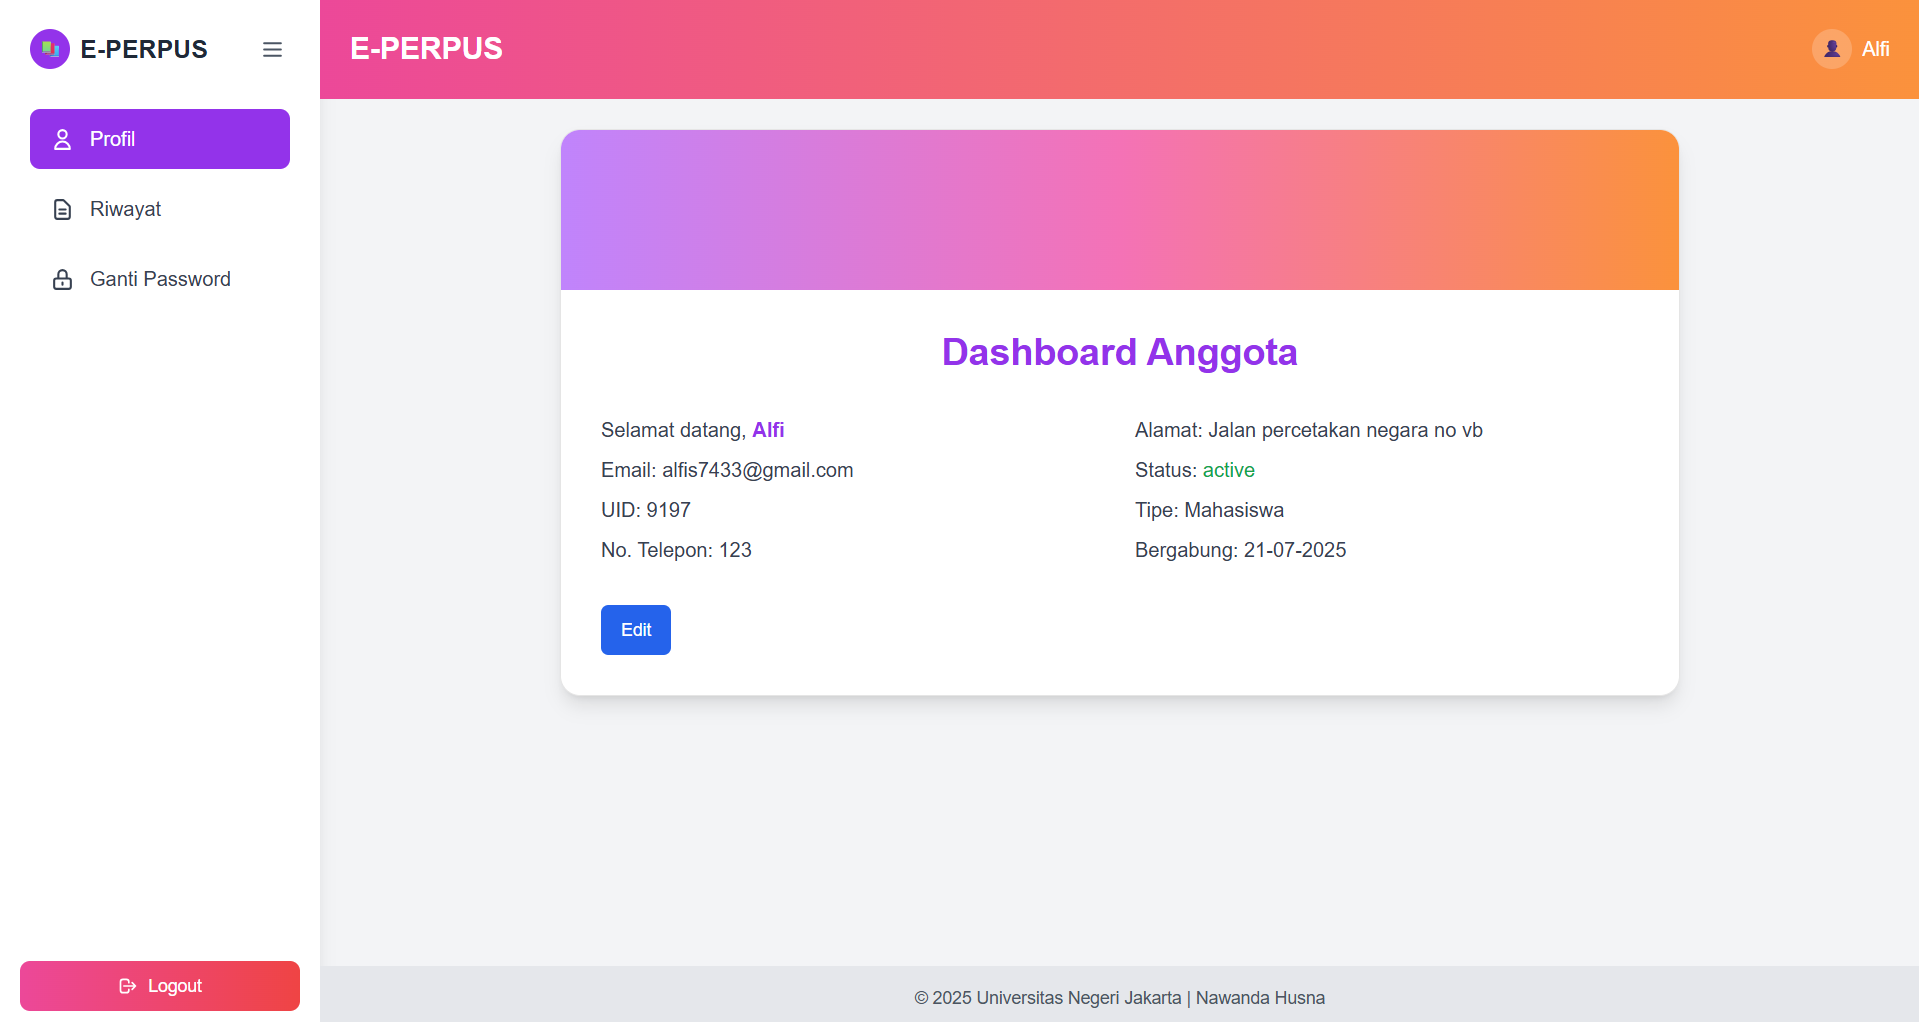 E-PERPUS
Profil
Riwayat
Ganti Password
Logout
E-PERPUS
Alfi
Dashboard Anggota
Selamat datang, Alfi
Email: alfis7433@gmail.com
UID: 9197
No. Telepon: 123
Alamat: Jalan percetakan negara no vb
Status: active
Tipe: Mahasiswa
Bergabung: 21-07-2025
Edit
© 2025 Universitas Negeri Jakarta | Nawanda Husna